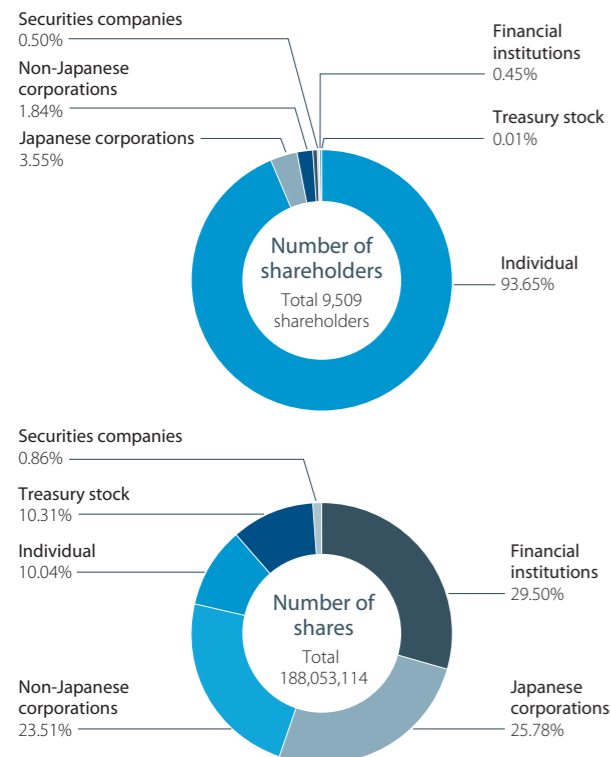 Securities companies
0.50%
Non-Japanese
corporations
1.84%
Japanese corporations
3.55%
Financial
institutions
0.45%
Treasury stock
0.01%
Number of
shareholders
Total 9,509
shareholders
Individual
93.65%
Securities companies
0.86%
Treasury stock
10.31%
Individual
10.04%
Non-Japanese
corporations
23.51%
Number of
shares
Total
188,053,114
Financial
institutions
29.50%
Japanese
corporations
25.78%